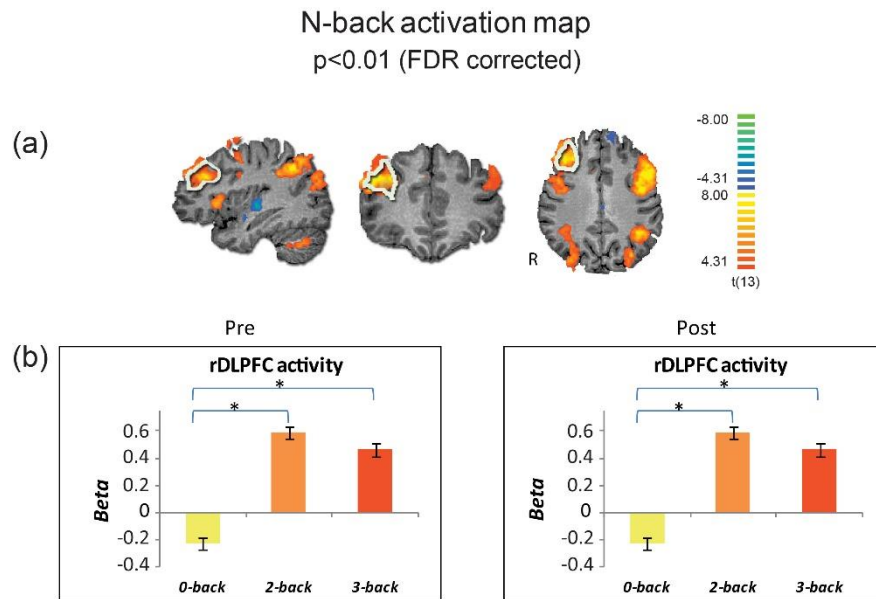 N-back activation map
p<0.01 (FDR corrected)
(a)
-8.00
-4.31
8.00
4.31
t(13)
R
(b)
Pre
rDLPFC activity
*
*
Beta
0.6
0.4
0.2
0
-0.2
-0.4
0-back 2-back 3-back
Post
rDLPFC activity
*
*
Beta
0.6
0.4
0.2
0
-0.2
-0.4
0-back 2-back 3-back